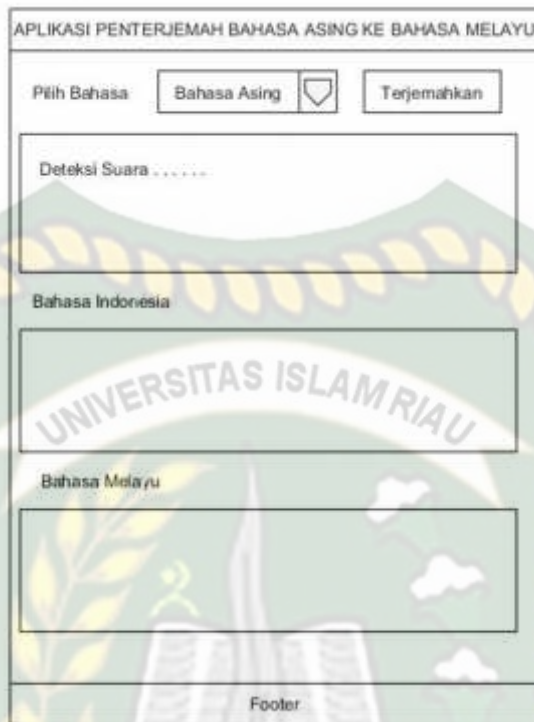 APLIKASI PENTERJEMAH BAHASA ASING KE BAHASA MELAYU
Pilih Bahasa Bahasa Asing Terjemahkan
Deteksi Suara . . . . . .
Bahasa Indonesia
UNIVERSITAS ISLAM RIAU
Bahasa Melayu
Footer